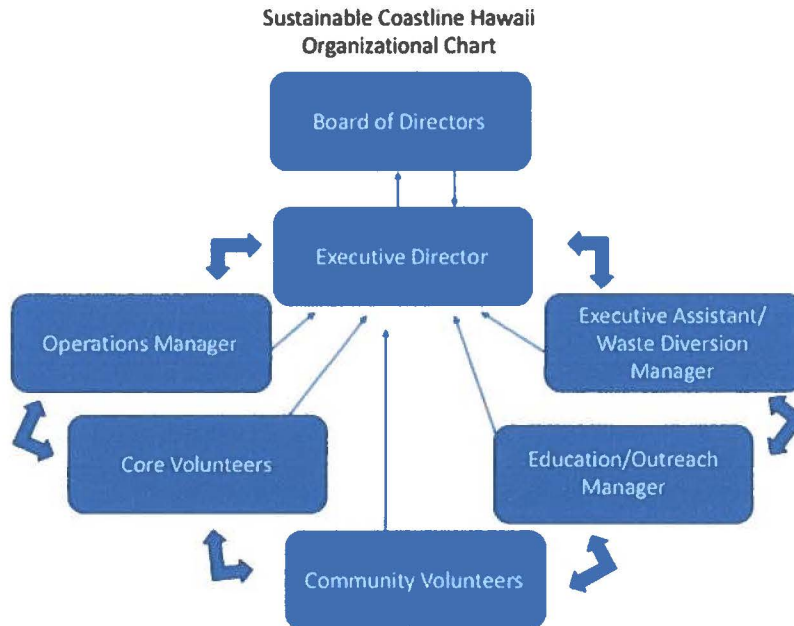 Sustainable Coastline Hawaii
Organizational Chart
Board of Directors
Executive Director
Operations Manager
Executive Assistant/
Waste Diversion
Manager
Core Volunteers
Education/Outreach
Manager
Community Volunteers